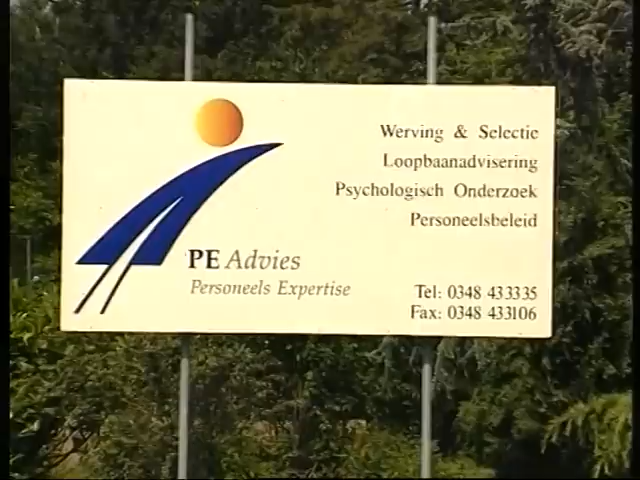 Werving & Selectie
Loopbaanadvisering
Psychologisch Onderzoek
Personeelsbeleid
PE Advies
Personeels Expertise
Tel: 0348 433335
Fax: 0348 433106